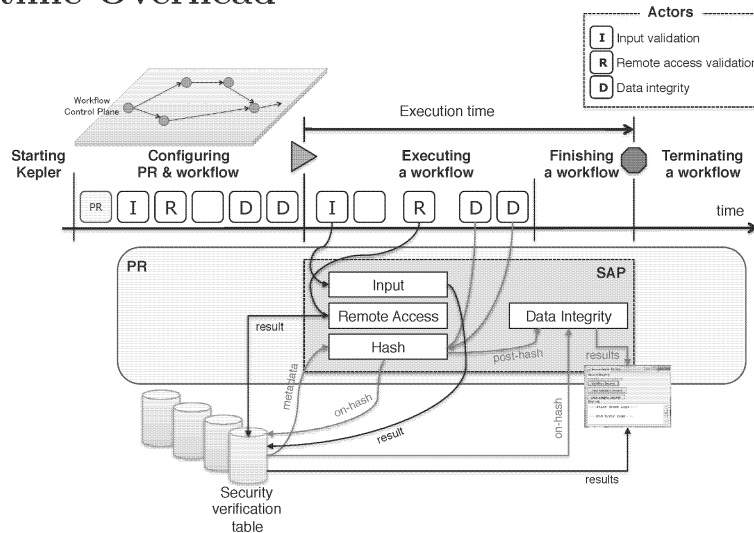 time Overhead
Actors
I Input validation
R Remote access validation
D Data integrity
Workflow
Control Plane
Execution time
Starting
Kepler
Configuring
PR & workflow
Executing
a workflow
Finishing
a workflow
Terminating
a workflow
PR I R D D I R D D
time
PR
SAP
Input
Remote Access
Data Integrity
Hash
result
post-hash
results
metadata
on-hash
result
on-hash
results
Security
verification
table